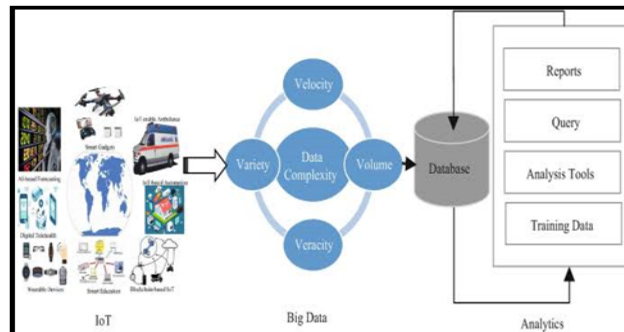 AI-based Forecasting
Smart Gadgets
IoT enable Ambulance
Digital Telehealth
IoT-based Automation
Wearable Devices
Smart Education
Blockchain-based IoT
IoT
Velocity
Variety
Data
Complexity
Volume
Veracity
Big Data
Database
Reports
Query
Analysis Tools
Training Data
Analytics